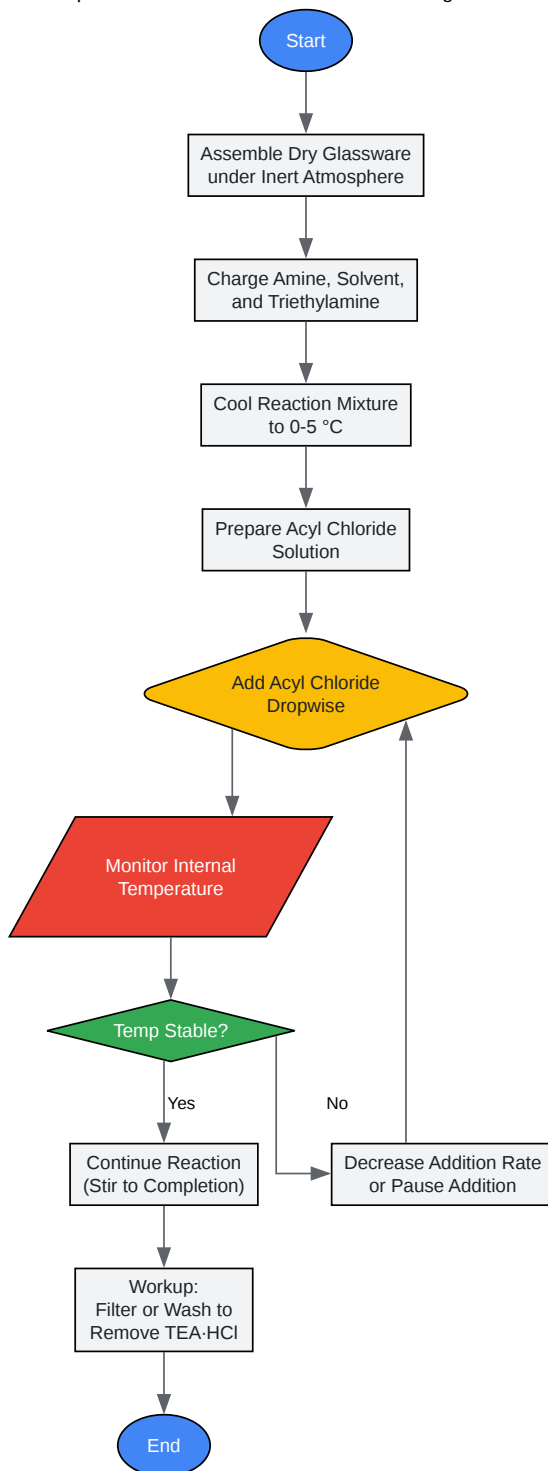 Start
Assemble Dry Glassware
under Inert Atmosphere
Charge Amine, Solvent,
and Triethylamine
Cool Reaction Mixture
to 0-5 °C
Prepare Acyl Chloride
Solution
Add Acyl Chloride
Dropwise
Monitor Internal
Temperature
Temp Stable?
Yes
No
Continue Reaction
(Stir to Completion)
Decrease Addition Rate
or Pause Addition
Workup:
Filter or Wash to
Remove TEA·HCl
End